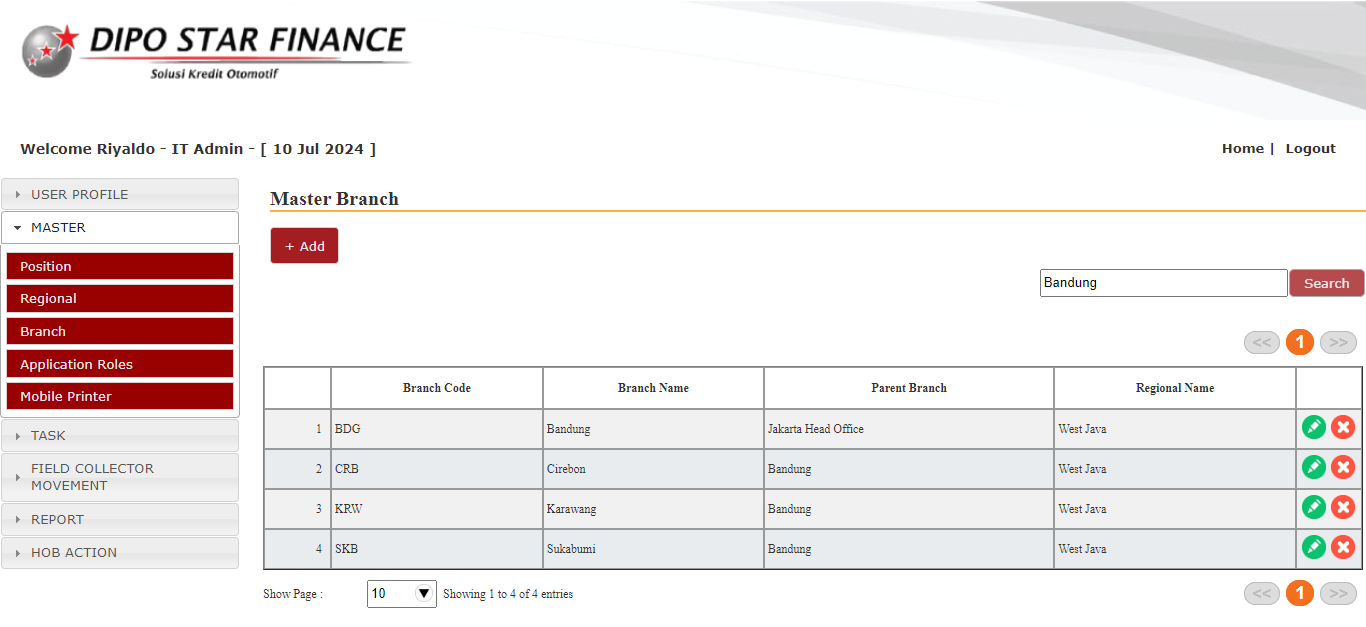 DIPO STAR FINANCE
Solusi Kredit Otomotif
Welcome Riyaldo - IT Admin - [ 10 Jul 2024 ]
Home | Logout
USER PROFILE
MASTER
Position
Regional
Branch
Application Roles
Mobile Printer
TASK
FIELD COLLECTOR
MOVEMENT
REPORT
HOB ACTION
Master Branch
+ Add
Bandung Search
<< 1 >>
Branch Code Branch Name Parent Branch Regional Name
1 BDG Bandung Jakarta Head Office West Java
2 CRB Cirebon Bandung West Java
3 KRW Karawang Bandung West Java
4 SKB Sukabumi Bandung West Java
Show Page : 10 Showing 1 to 4 of 4 entries << 1 >>